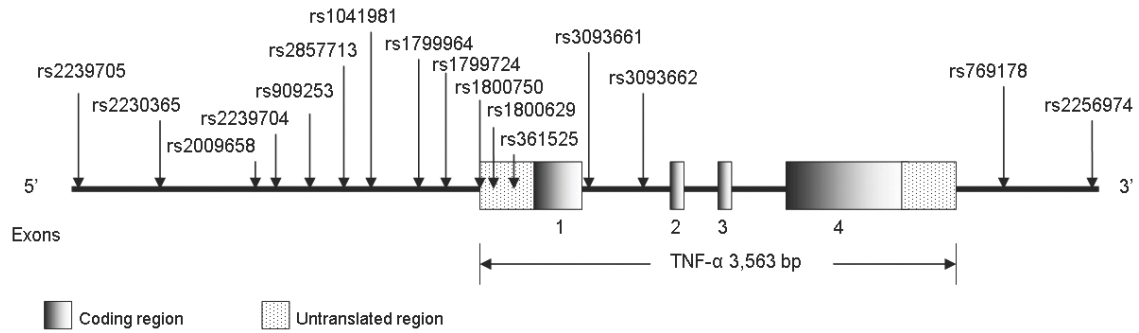 rs2239705
rs2230365
rs2009658
rs2239704
rs909253
rs2857713
rs1041981
rs1799964
rs1799724
rs1800750
rs1800629
rs361525
rs3093661
rs3093662
rs769178
rs2256974
5’
3’
1
2
3
4
Exons
TNF-α 3,563 bp
Coding region
Untranslated region